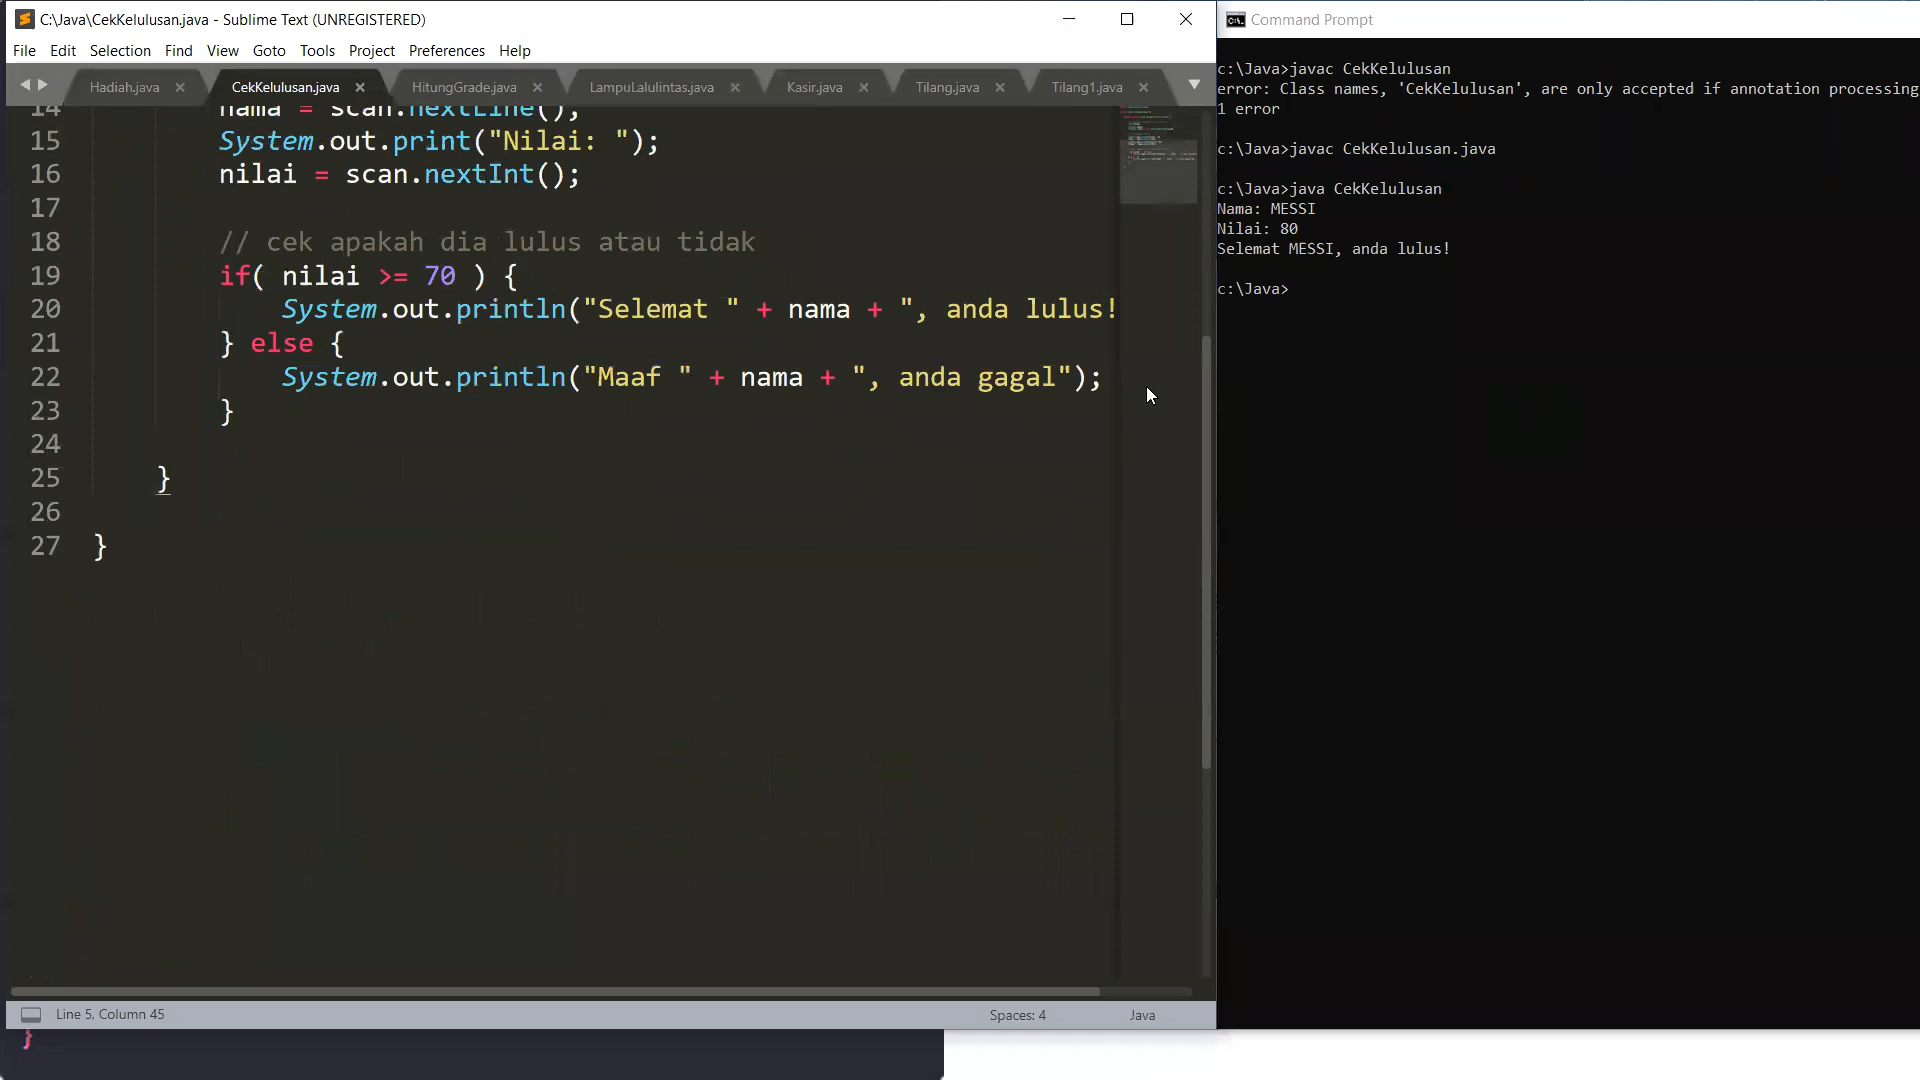 C:\Java\CekKelulusan.java - Sublime Text (UNREGISTERED)
File Edit Selection Find View Goto Tools Project Preferences Help
Hadiah.java CekKelulusan.java HitungGrade.java LampuLalulintas.java Kasir.java Tilang.java Tilang1.java
14 nama = scan.nextLine();
15 System.out.print("Nilai: ");
16 nilai = scan.nextInt();
17
18 // cek apakah dia lulus atau tidak
19 if( nilai >= 70 ) {
20 System.out.println("Selemat " + nama + ", anda lulus!
21 } else {
22 System.out.println("Maaf " + nama + ", anda gagal");
23 }
24
25 }
26
27 }
Line 5, Column 45
Spaces: 4
Java
}
Command Prompt
c:\Java>javac CekKelulusan
error: Class names, 'CekKelulusan', are only accepted if annotation processing
1 error
c:\Java>javac CekKelulusan.java
c:\Java>java CekKelulusan
Nama: MESSI
Nilai: 80
Selemat MESSI, anda lulus!
c:\Java>